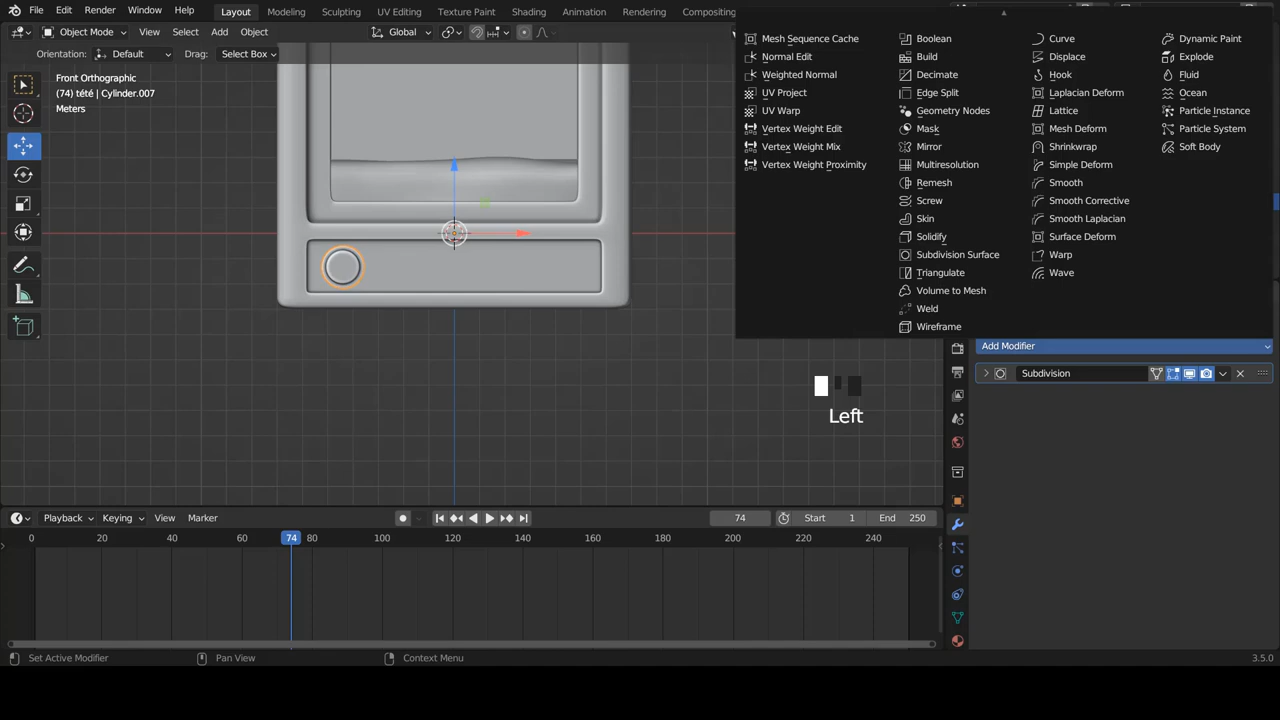 File Edit Render Window Help Layout Modeling Sculpting UV Editing Texture Paint Shading Animation Rendering Compositing
Object Mode View Select Add Object Global
Orientation: Default Drag: Select Box
Front Orthographic
(74) tété | Cylinder.007
Meters
Mesh Sequence Cache
Normal Edit
Weighted Normal
UV Project
UV Warp
Vertex Weight Edit
Vertex Weight Mix
Vertex Weight Proximity
Boolean
Build
Decimate
Edge Split
Geometry Nodes
Mask
Mirror
Multiresolution
Remesh
Screw
Skin
Solidify
Subdivision Surface
Triangulate
Volume to Mesh
Weld
Wireframe
Curve
Displace
Hook
Laplacian Deform
Lattice
Mesh Deform
Shrinkwrap
Simple Deform
Smooth
Smooth Corrective
Smooth Laplacian
Surface Deform
Warp
Wave
Dynamic Paint
Explode
Fluid
Ocean
Particle Instance
Particle System
Soft Body
Add Modifier
Subdivision
Left
Playback Keying View Marker 74 Start 1 End 250
0 20 40 60 74 80 100 120 140 160 180 200 220 240
Set Active Modifier Pan View Context Menu 3.5.0